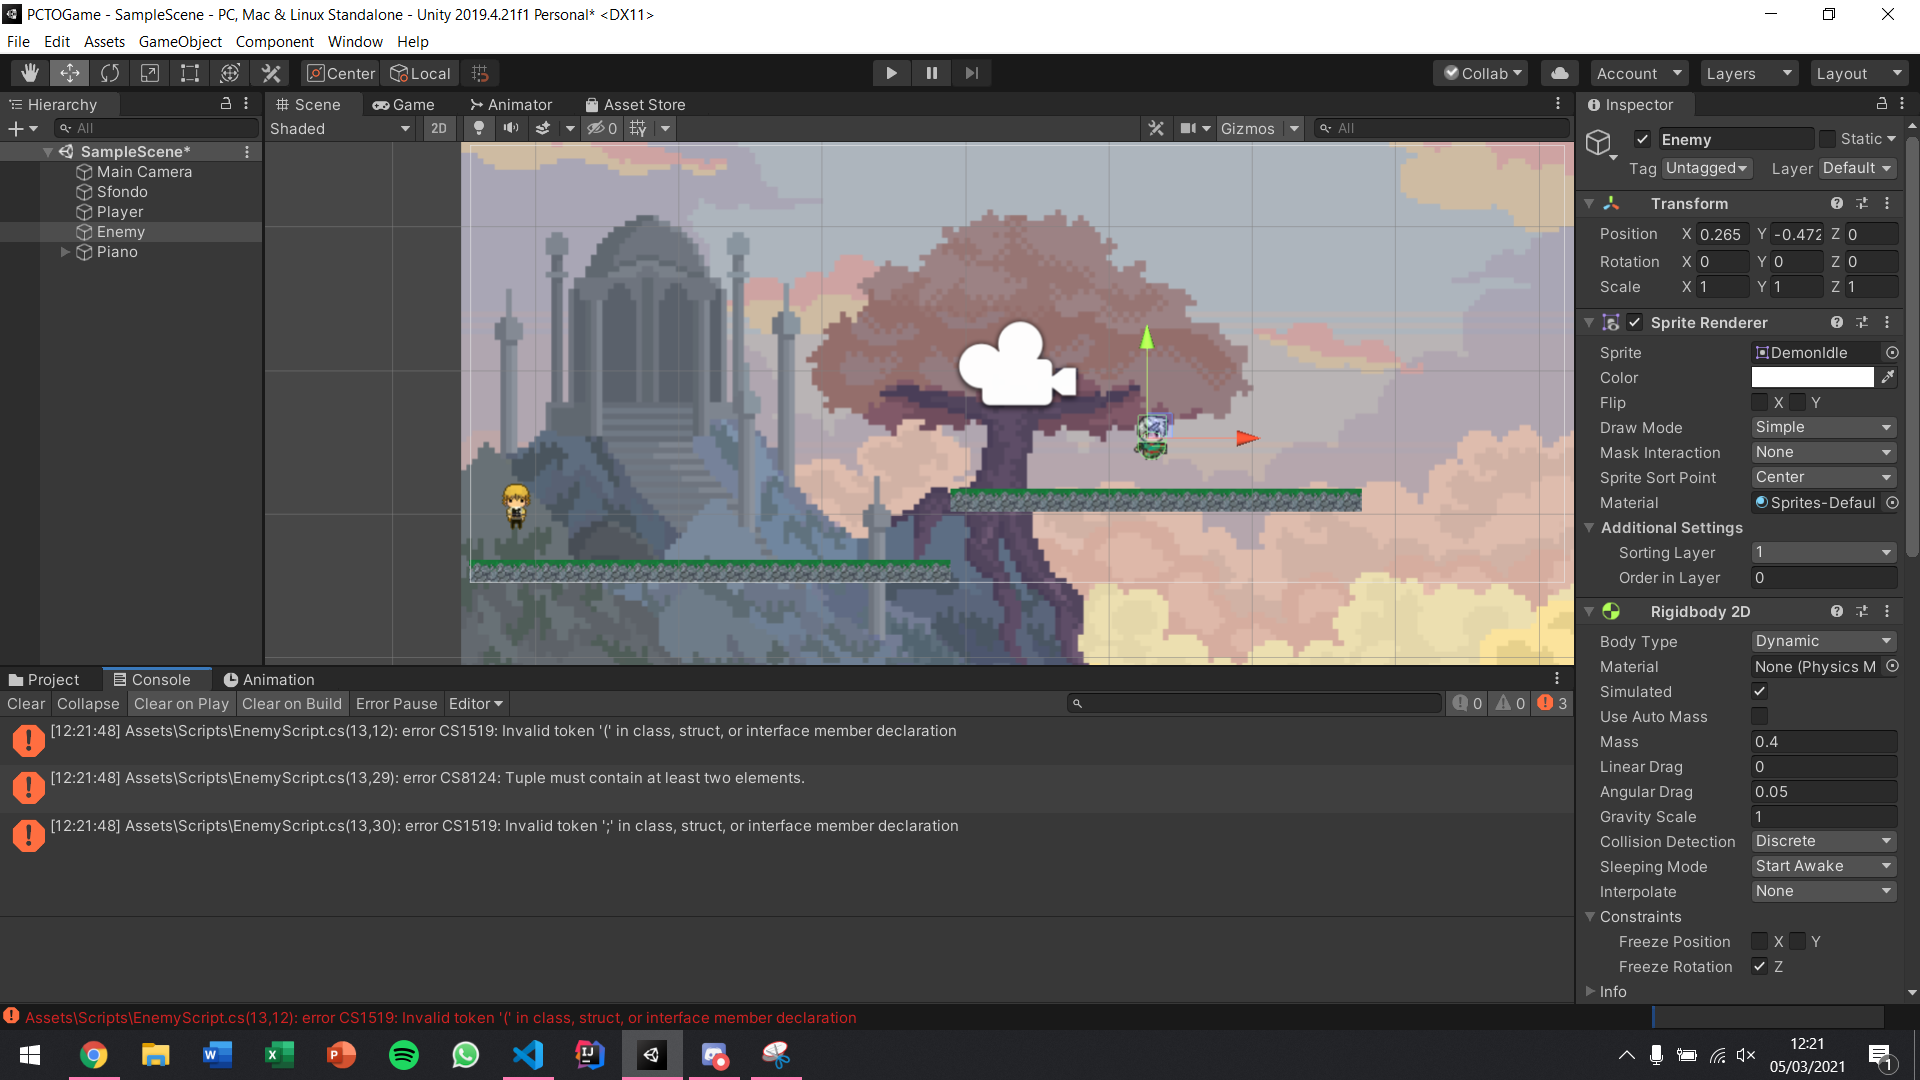 PCTOGame - SampleScene - PC, Mac & Linux Standalone - Unity 2019.4.21f1 Personal* <DX11>
File Edit Assets GameObject Component Window Help
Center Local Collab Account Layers Layout
Hierarchy
All
SampleScene*
Main Camera
Sfondo
Player
Enemy
Piano
Scene Game Animator Asset Store
Shaded 2D 0 Gizmos All
Inspector
Enemy Static
Tag Untagged Layer Default
Transform
Position X 0.265 Y -0.472 Z 0
Rotation X 0 Y 0 Z 0
Scale X 1 Y 1 Z 1
Sprite Renderer
Sprite DemonIdle
Color
Flip X Y
Draw Mode Simple
Mask Interaction None
Sprite Sort Point Center
Material Sprites-Defaul
Additional Settings
Sorting Layer 1
Order in Layer 0
Rigidbody 2D
Body Type Dynamic
Material None (Physics M
Simulated
Use Auto Mass
Mass 0.4
Linear Drag 0
Angular Drag 0.05
Gravity Scale 1
Collision Detection Discrete
Sleeping Mode Start Awake
Interpolate None
Constraints
Freeze Position X Y
Freeze Rotation Z
Info
Project Console Animation
Clear Collapse Clear on Play Clear on Build Error Pause Editor 0 0 3
[12:21:48] Assets\Scripts\EnemyScript.cs(13,12): error CS1519: Invalid token '(' in class, struct, or interface member declaration
[12:21:48] Assets\Scripts\EnemyScript.cs(13,29): error CS8124: Tuple must contain at least two elements.
[12:21:48] Assets\Scripts\EnemyScript.cs(13,30): error CS1519: Invalid token ';' in class, struct, or interface member declaration
Assets\Scripts\EnemyScript.cs(13,12): error CS1519: Invalid token '(' in class, struct, or interface member declaration
12:21
05/03/2021
1